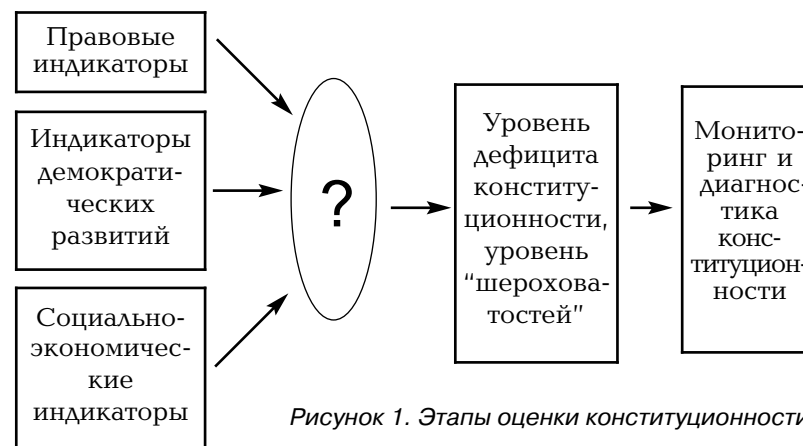 Правовые
индикаторы
Индикаторы
демократи-
ческих
развитий
Социально-
экономичес-
кие
индикаторы
?
Уровень
дефицита
конститу-
ционности,
уровень
“шерохова-
тостей”
Монито-
ринг и
диагнос-
тика
конс-
титуцион-
ности
Рисунок 1. Этапы оценки конституционности